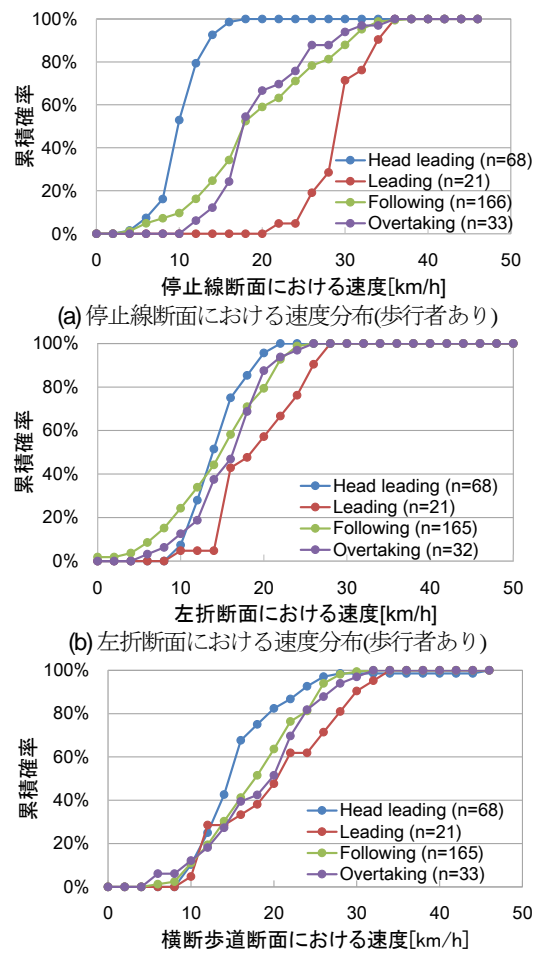 100%
80%
60%
40%
20%
0%
累積確率
Head leading (n=68)
Leading (n=21)
Following (n=166)
Overtaking (n=33)
0 10 20 30 40 50
停止線断面における速度[km/h]
(a) 停止線断面における速度分布(歩行者あり)
100%
80%
60%
40%
20%
0%
累積確率
Head leading (n=68)
Leading (n=21)
Following (n=165)
Overtaking (n=32)
0 10 20 30 40 50
左折断面における速度[km/h]
(b) 左折断面における速度分布(歩行者あり)
100%
80%
60%
40%
20%
0%
累積確率
Head leading (n=68)
Leading (n=21)
Following (n=165)
Overtaking (n=33)
0 10 20 30 40 50
横断歩道断面における速度[km/h]